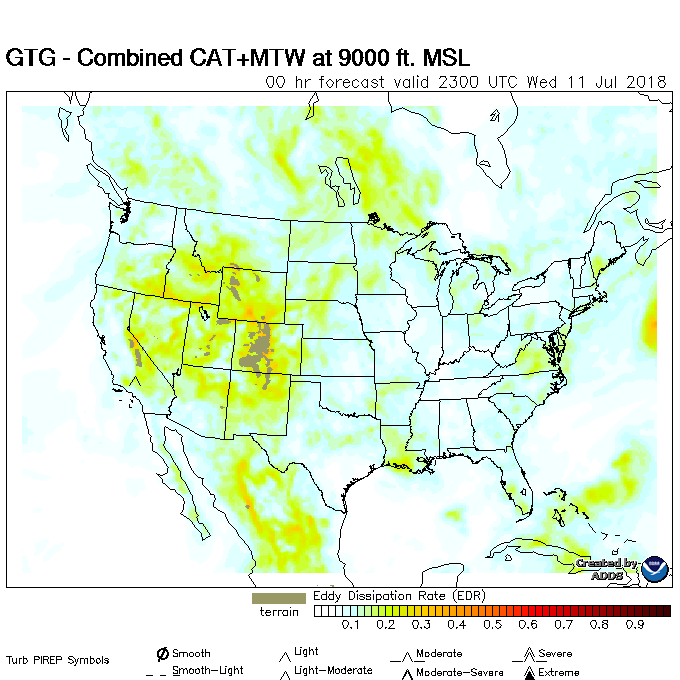 GTG - Combined CAT+MTW at 9000 ft. MSL
00 hr forecast valid 2300 UTC Wed 11 Jul 2018
Created by
ADDS
Eddy Dissipation Rate (EDR)
terrain
0.1 0.2 0.3 0.4 0.5 0.6 0.7 0.8 0.9
Turb PIREP Symbols
Smooth Light Moderate Severe
Smooth-Light Light-Moderate Moderate-Severe Extreme